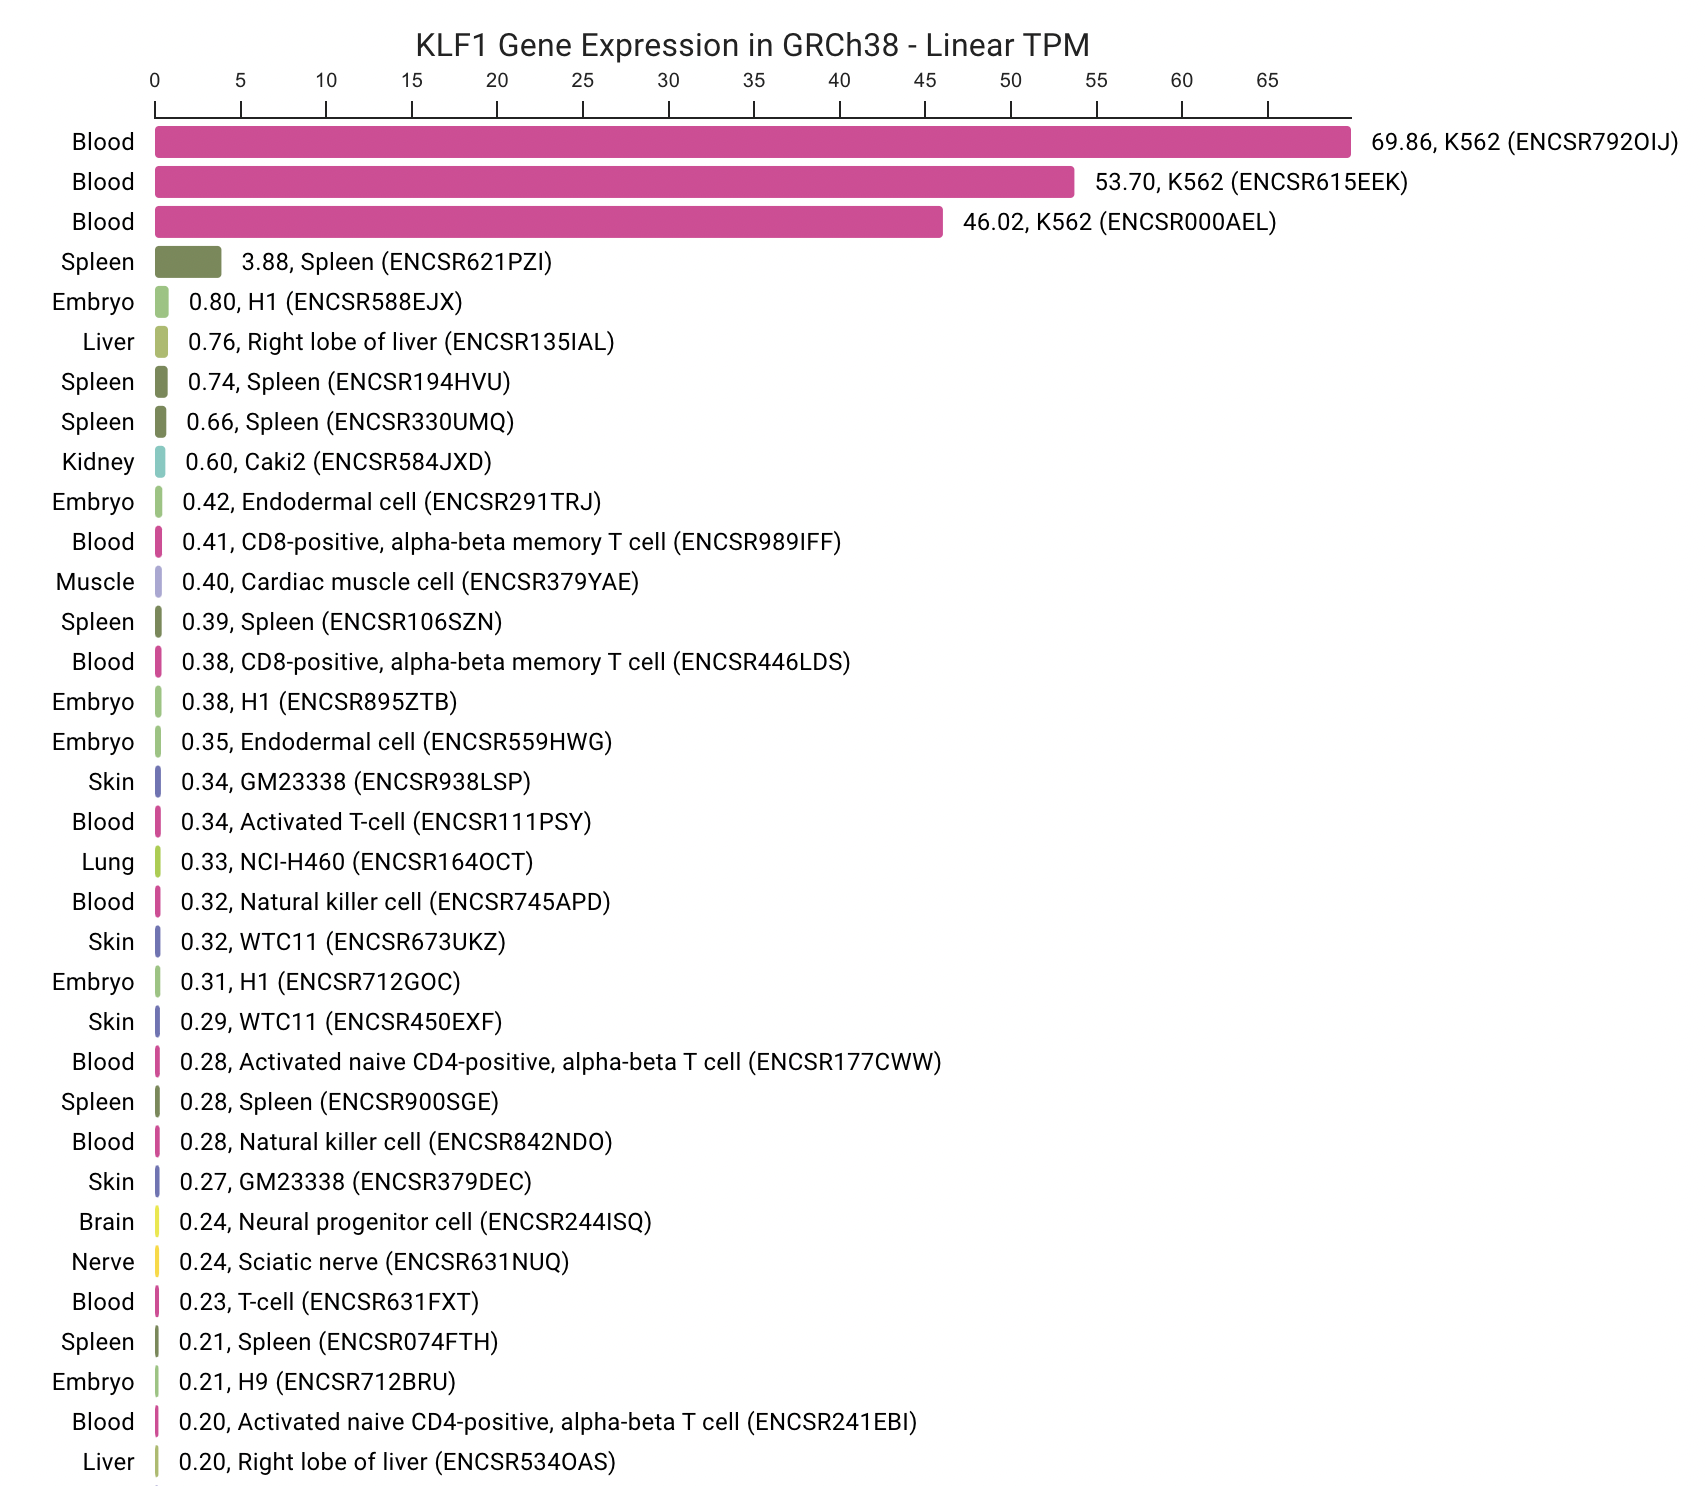 KLF1 Gene Expression in GRCh38 - Linear TPM
0 5 10 15 20 25 30 35 40 45 50 55 60 65
Blood 69.86, K562 (ENCSR792OIJ)
Blood 53.70, K562 (ENCSR615EEK)
Blood 46.02, K562 (ENCSR000AEL)
Spleen 3.88, Spleen (ENCSR621PZI)
Embryo 0.80, H1 (ENCSR588EJX)
Liver 0.76, Right lobe of liver (ENCSR135IAL)
Spleen 0.74, Spleen (ENCSR194HVU)
Spleen 0.66, Spleen (ENCSR330UMQ)
Kidney 0.60, Caki2 (ENCSR584JXD)
Embryo 0.42, Endodermal cell (ENCSR291TRJ)
Blood 0.41, CD8-positive, alpha-beta memory T cell (ENCSR989IFF)
Muscle 0.40, Cardiac muscle cell (ENCSR379YAE)
Spleen 0.39, Spleen (ENCSR106SZN)
Blood 0.38, CD8-positive, alpha-beta memory T cell (ENCSR446LDS)
Embryo 0.38, H1 (ENCSR895ZTB)
Embryo 0.35, Endodermal cell (ENCSR559HWG)
Skin 0.34, GM23338 (ENCSR938LSP)
Blood 0.34, Activated T-cell (ENCSR111PSY)
Lung 0.33, NCI-H460 (ENCSR164OCT)
Blood 0.32, Natural killer cell (ENCSR745APD)
Skin 0.32, WTC11 (ENCSR673UKZ)
Embryo 0.31, H1 (ENCSR712GOC)
Skin 0.29, WTC11 (ENCSR450EXF)
Blood 0.28, Activated naive CD4-positive, alpha-beta T cell (ENCSR177CWW)
Spleen 0.28, Spleen (ENCSR900SGE)
Blood 0.28, Natural killer cell (ENCSR842NDO)
Skin 0.27, GM23338 (ENCSR379DEC)
Brain 0.24, Neural progenitor cell (ENCSR244ISQ)
Nerve 0.24, Sciatic nerve (ENCSR631NUQ)
Blood 0.23, T-cell (ENCSR631FXT)
Spleen 0.21, Spleen (ENCSR074FTH)
Embryo 0.21, H9 (ENCSR712BRU)
Blood 0.20, Activated naive CD4-positive, alpha-beta T cell (ENCSR241EBI)
Liver 0.20, Right lobe of liver (ENCSR534OAS)